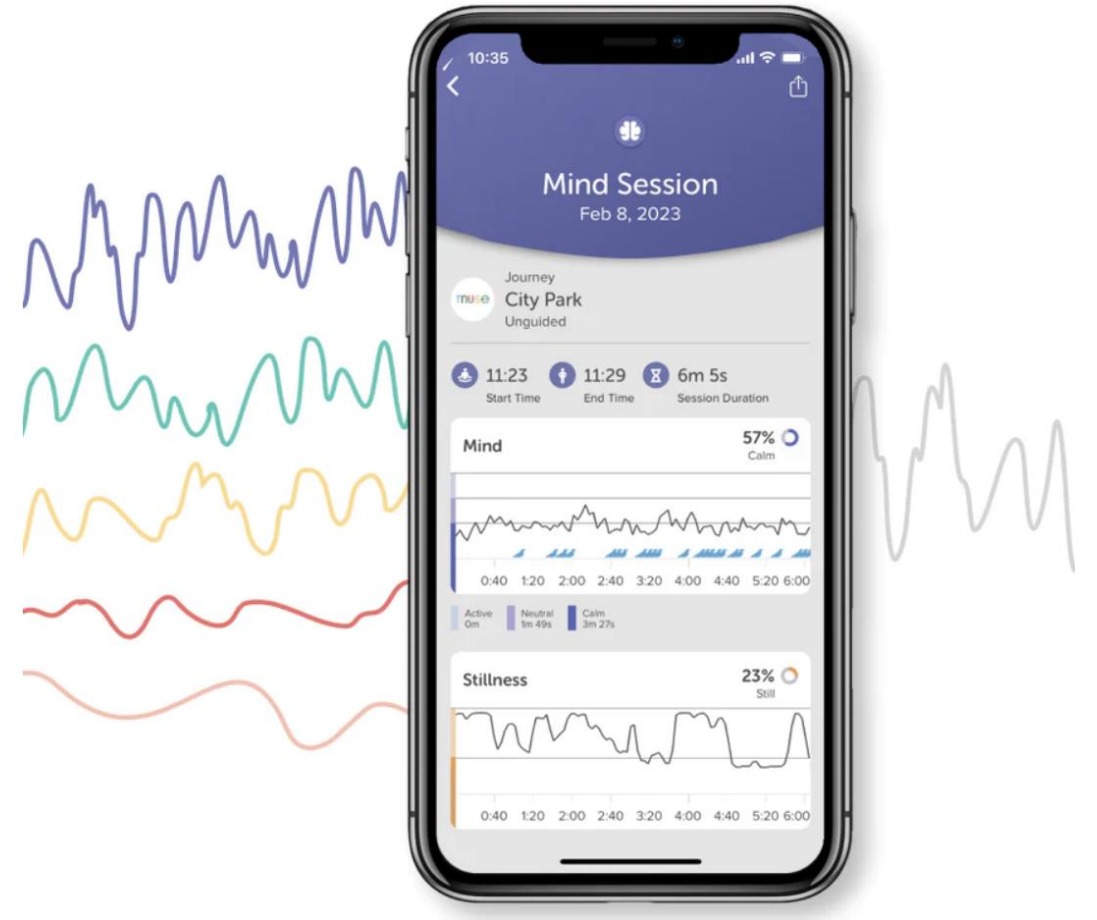 10:35
Mind Session
Feb 8, 2023
Journey
muse
City Park
Unguided
11:23
11:29
6m 5s
Start Time
End Time
Session Duration
Mind
57%
Calm
0:40 1:20 2:00 2:40 3:20 4:00 4:40 5:20 6:00
Active
Neutral
Calm
0m
1m 49s
3m 27s
Stillness
23%
Still
0:40 1:20 2:00 2:40 3:20 4:00 4:40 5:20 6:00